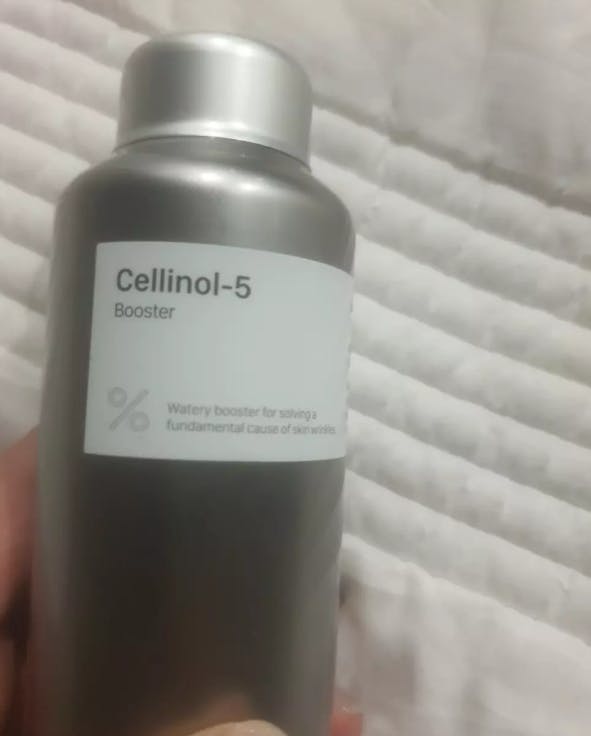 Cellinol-5
Booster
%
Watery booster for solving a
fundamental cause of skin wrinkles.